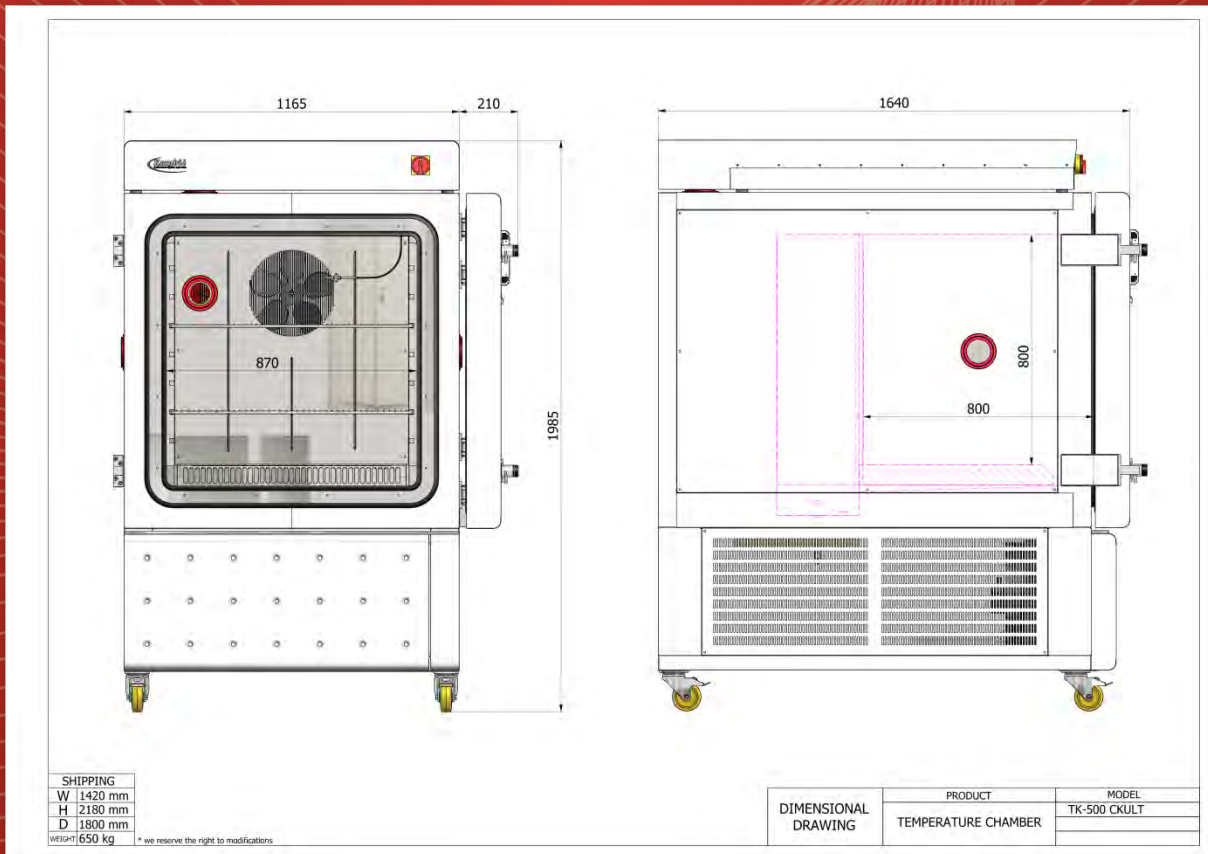 1165
210
1640
870
1985
800
800
SHIPPING
W 1420 mm
H 2180 mm
D 1800 mm
WEIGHT 650 kg
* we reserve the right to modifications
DIMENSIONAL
DRAWING
PRODUCT
TEMPERATURE CHAMBER
MODEL
TK-500 CKULT